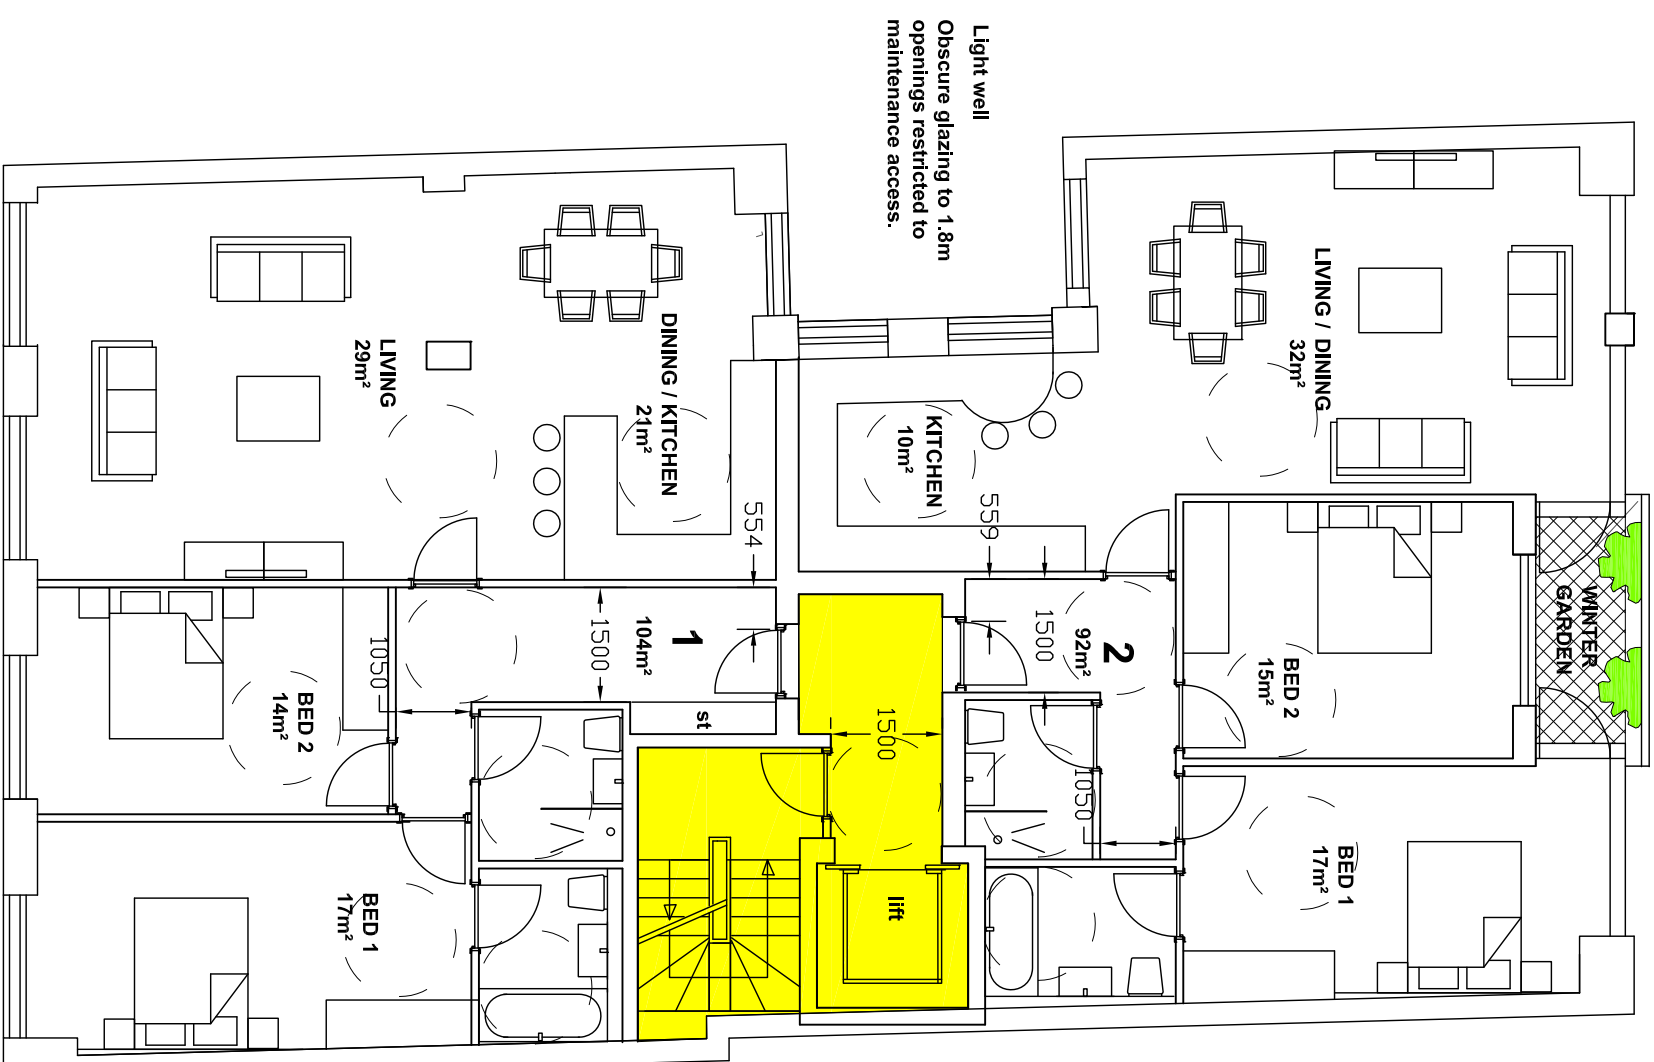 Light well
Obscure glazing to 1.8m
openings restricted to
maintenance access.
LIVING / DINING
32m²
KITCHEN
10m²
DINING / KITCHEN
21m²
LIVING
29m²
WINTER
GARDEN
559
554
2
92m²
1500
1
104m²
1500
1050
BED 2
15m²
BED 2
14m²
st
1500
1050
BED 1
17m²
lift
BED 1
17m²